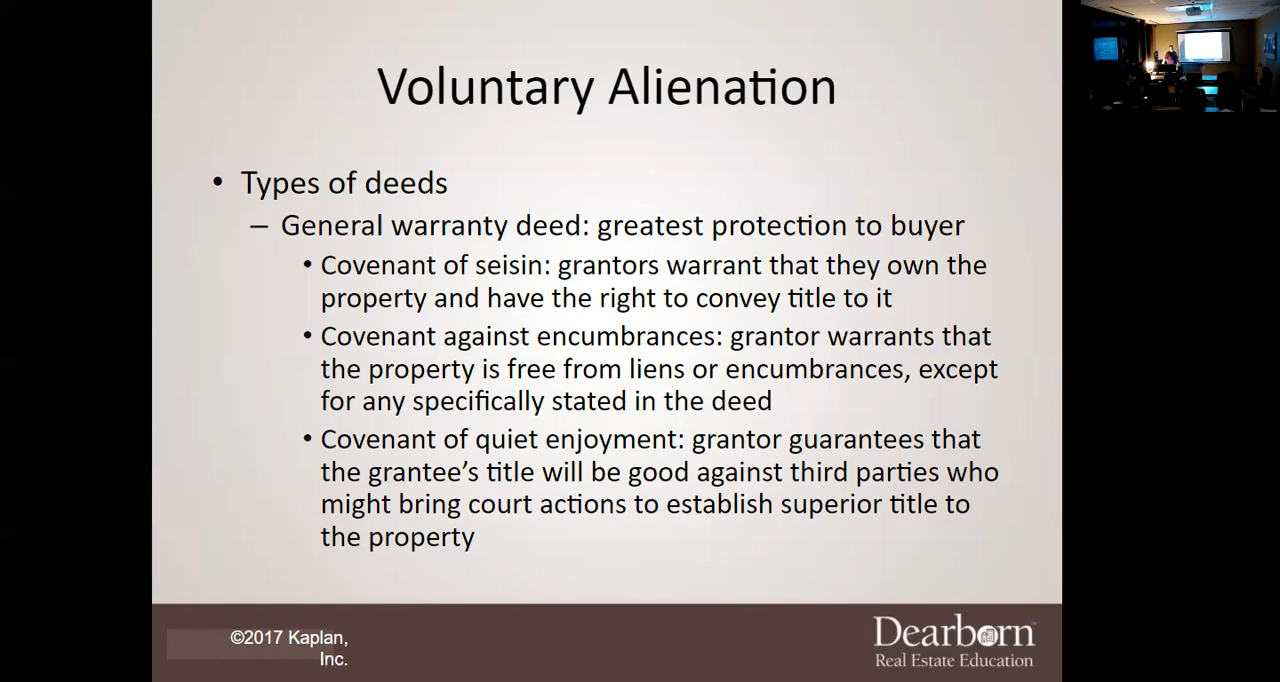 Voluntary Alienation
• Types of deeds
– General warranty deed: greatest protection to buyer
• Covenant of seisin: grantors warrant that they own the
property and have the right to convey title to it
• Covenant against encumbrances: grantor warrants that
the property is free from liens or encumbrances, except
for any specifically stated in the deed
• Covenant of quiet enjoyment: grantor guarantees that
the grantee’s title will be good against third parties who
might bring court actions to establish superior title to
the property
©2017 Kaplan,
Inc.
Dearborn™
Real Estate Education